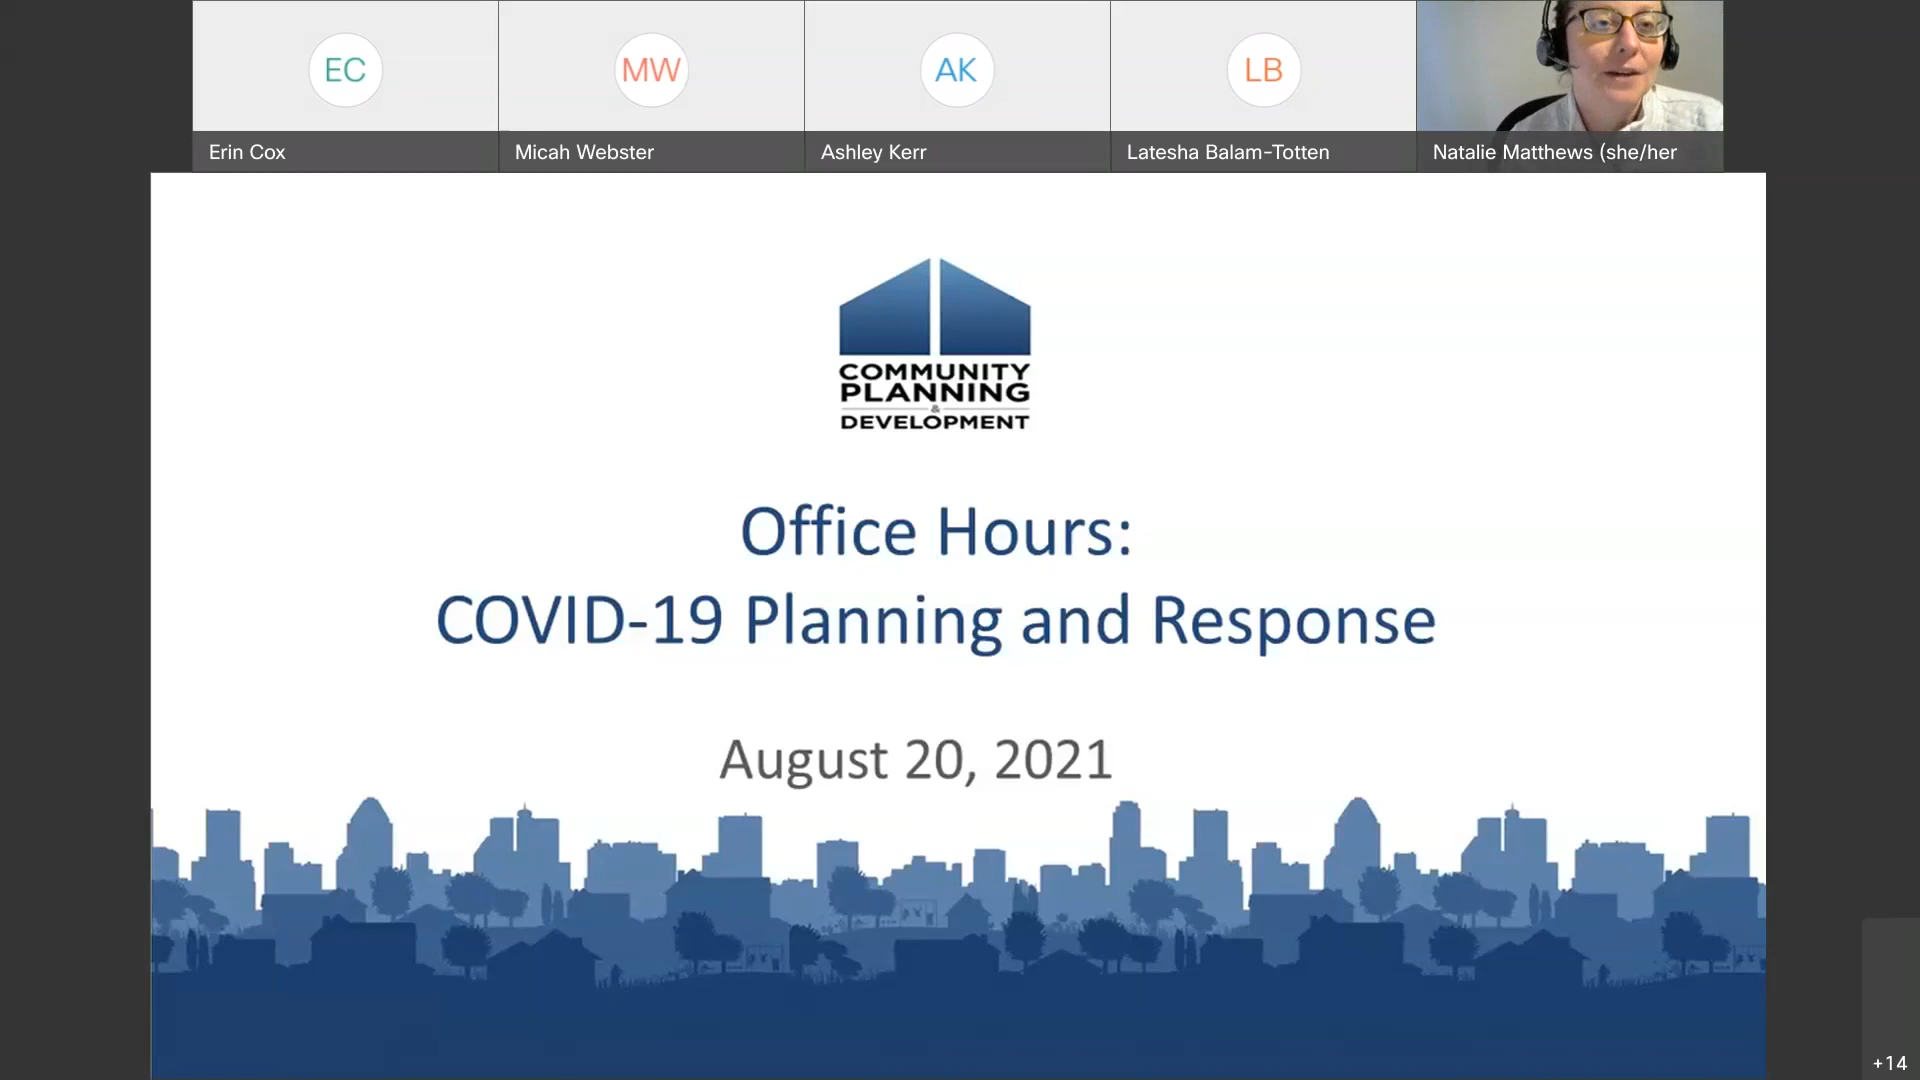 EC
MW
AK
LB
Erin Cox
Micah Webster
Ashley Kerr
Latesha Balam-Totten
Natalie Matthews (she/her
COMMUNITY
PLANNING
&
DEVELOPMENT
Office Hours:
COVID-19 Planning and Response
August 20, 2021
+14